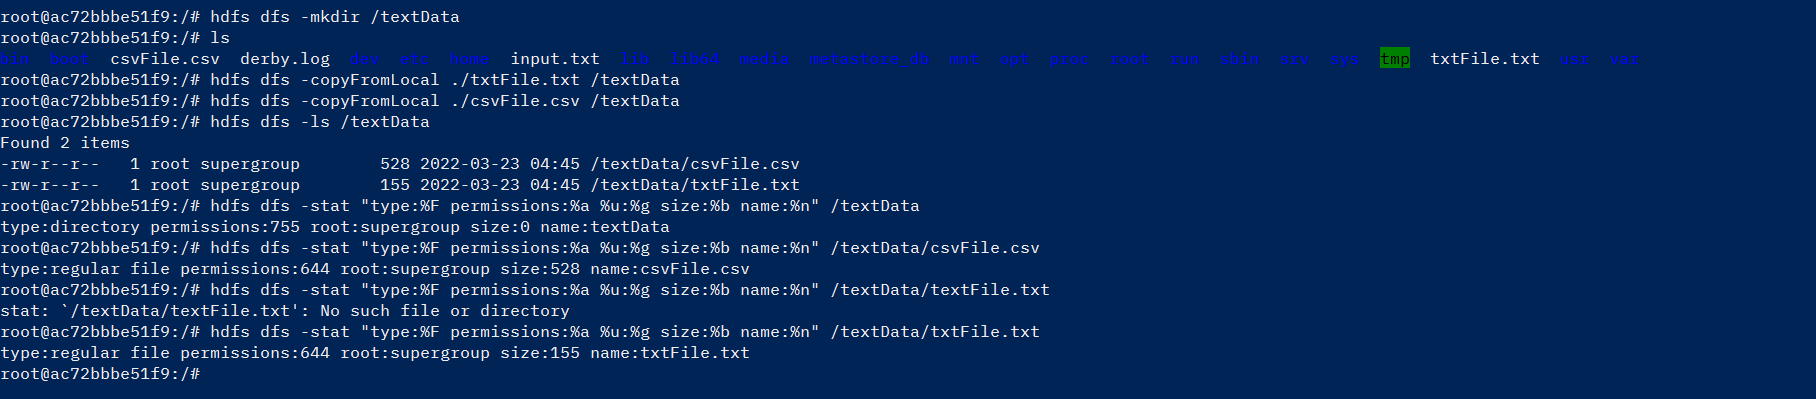 root@ac72bbbe51f9:/# hdfs dfs -mkdir /textData
root@ac72bbbe51f9:/# ls
bin boot csvFile.csv derby.log dev etc home input.txt lib lib64 media metastore_db mnt opt proc root run sbin srv sys tmp txtFile.txt usr var
root@ac72bbbe51f9:/# hdfs dfs -copyFromLocal ./txtFile.txt /textData
root@ac72bbbe51f9:/# hdfs dfs -copyFromLocal ./csvFile.csv /textData
root@ac72bbbe51f9:/# hdfs dfs -ls /textData
Found 2 items
-rw-r--r-- 1 root supergroup 528 2022-03-23 04:45 /textData/csvFile.csv
-rw-r--r-- 1 root supergroup 155 2022-03-23 04:45 /textData/txtFile.txt
root@ac72bbbe51f9:/# hdfs dfs -stat "type:%F permissions:%a %u:%g size:%b name:%n" /textData
type:directory permissions:755 root:supergroup size:0 name:textData
root@ac72bbbe51f9:/# hdfs dfs -stat "type:%F permissions:%a %u:%g size:%b name:%n" /textData/csvFile.csv
type:regular file permissions:644 root:supergroup size:528 name:csvFile.csv
root@ac72bbbe51f9:/# hdfs dfs -stat "type:%F permissions:%a %u:%g size:%b name:%n" /textData/textFile.txt
stat: `/textData/textFile.txt': No such file or directory
root@ac72bbbe51f9:/# hdfs dfs -stat "type:%F permissions:%a %u:%g size:%b name:%n" /textData/txtFile.txt
type:regular file permissions:644 root:supergroup size:155 name:txtFile.txt
root@ac72bbbe51f9:/#